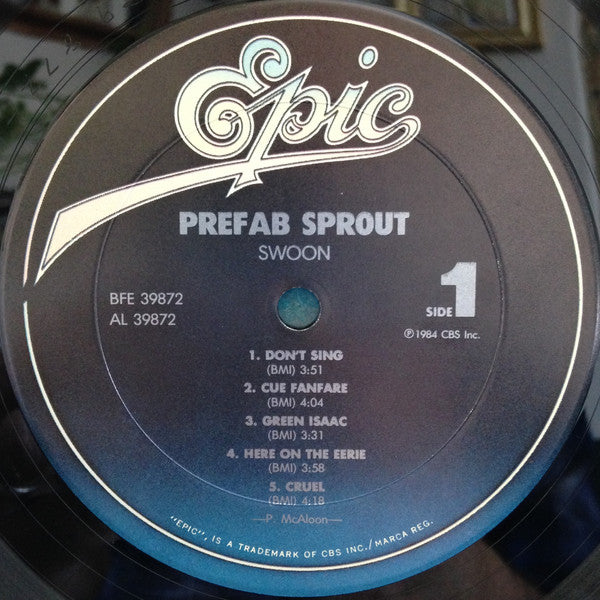 Epic
PREFAB SPROUT
SWOON
BFE 39872
AL 39872
SIDE 1
℗1984 CBS Inc.
1. DON'T SING
(BMI) 3:51
2. CUE FANFARE
(BMI) 4:04
3. GREEN ISAAC
(BMI) 3:31
4. HERE ON THE EERIE
(BMI) 3:58
5. CRUEL
(BMI) 4:18
—P. McAloon—
"EPIC", IS A TRADEMARK OF CBS INC./MARCA REG.